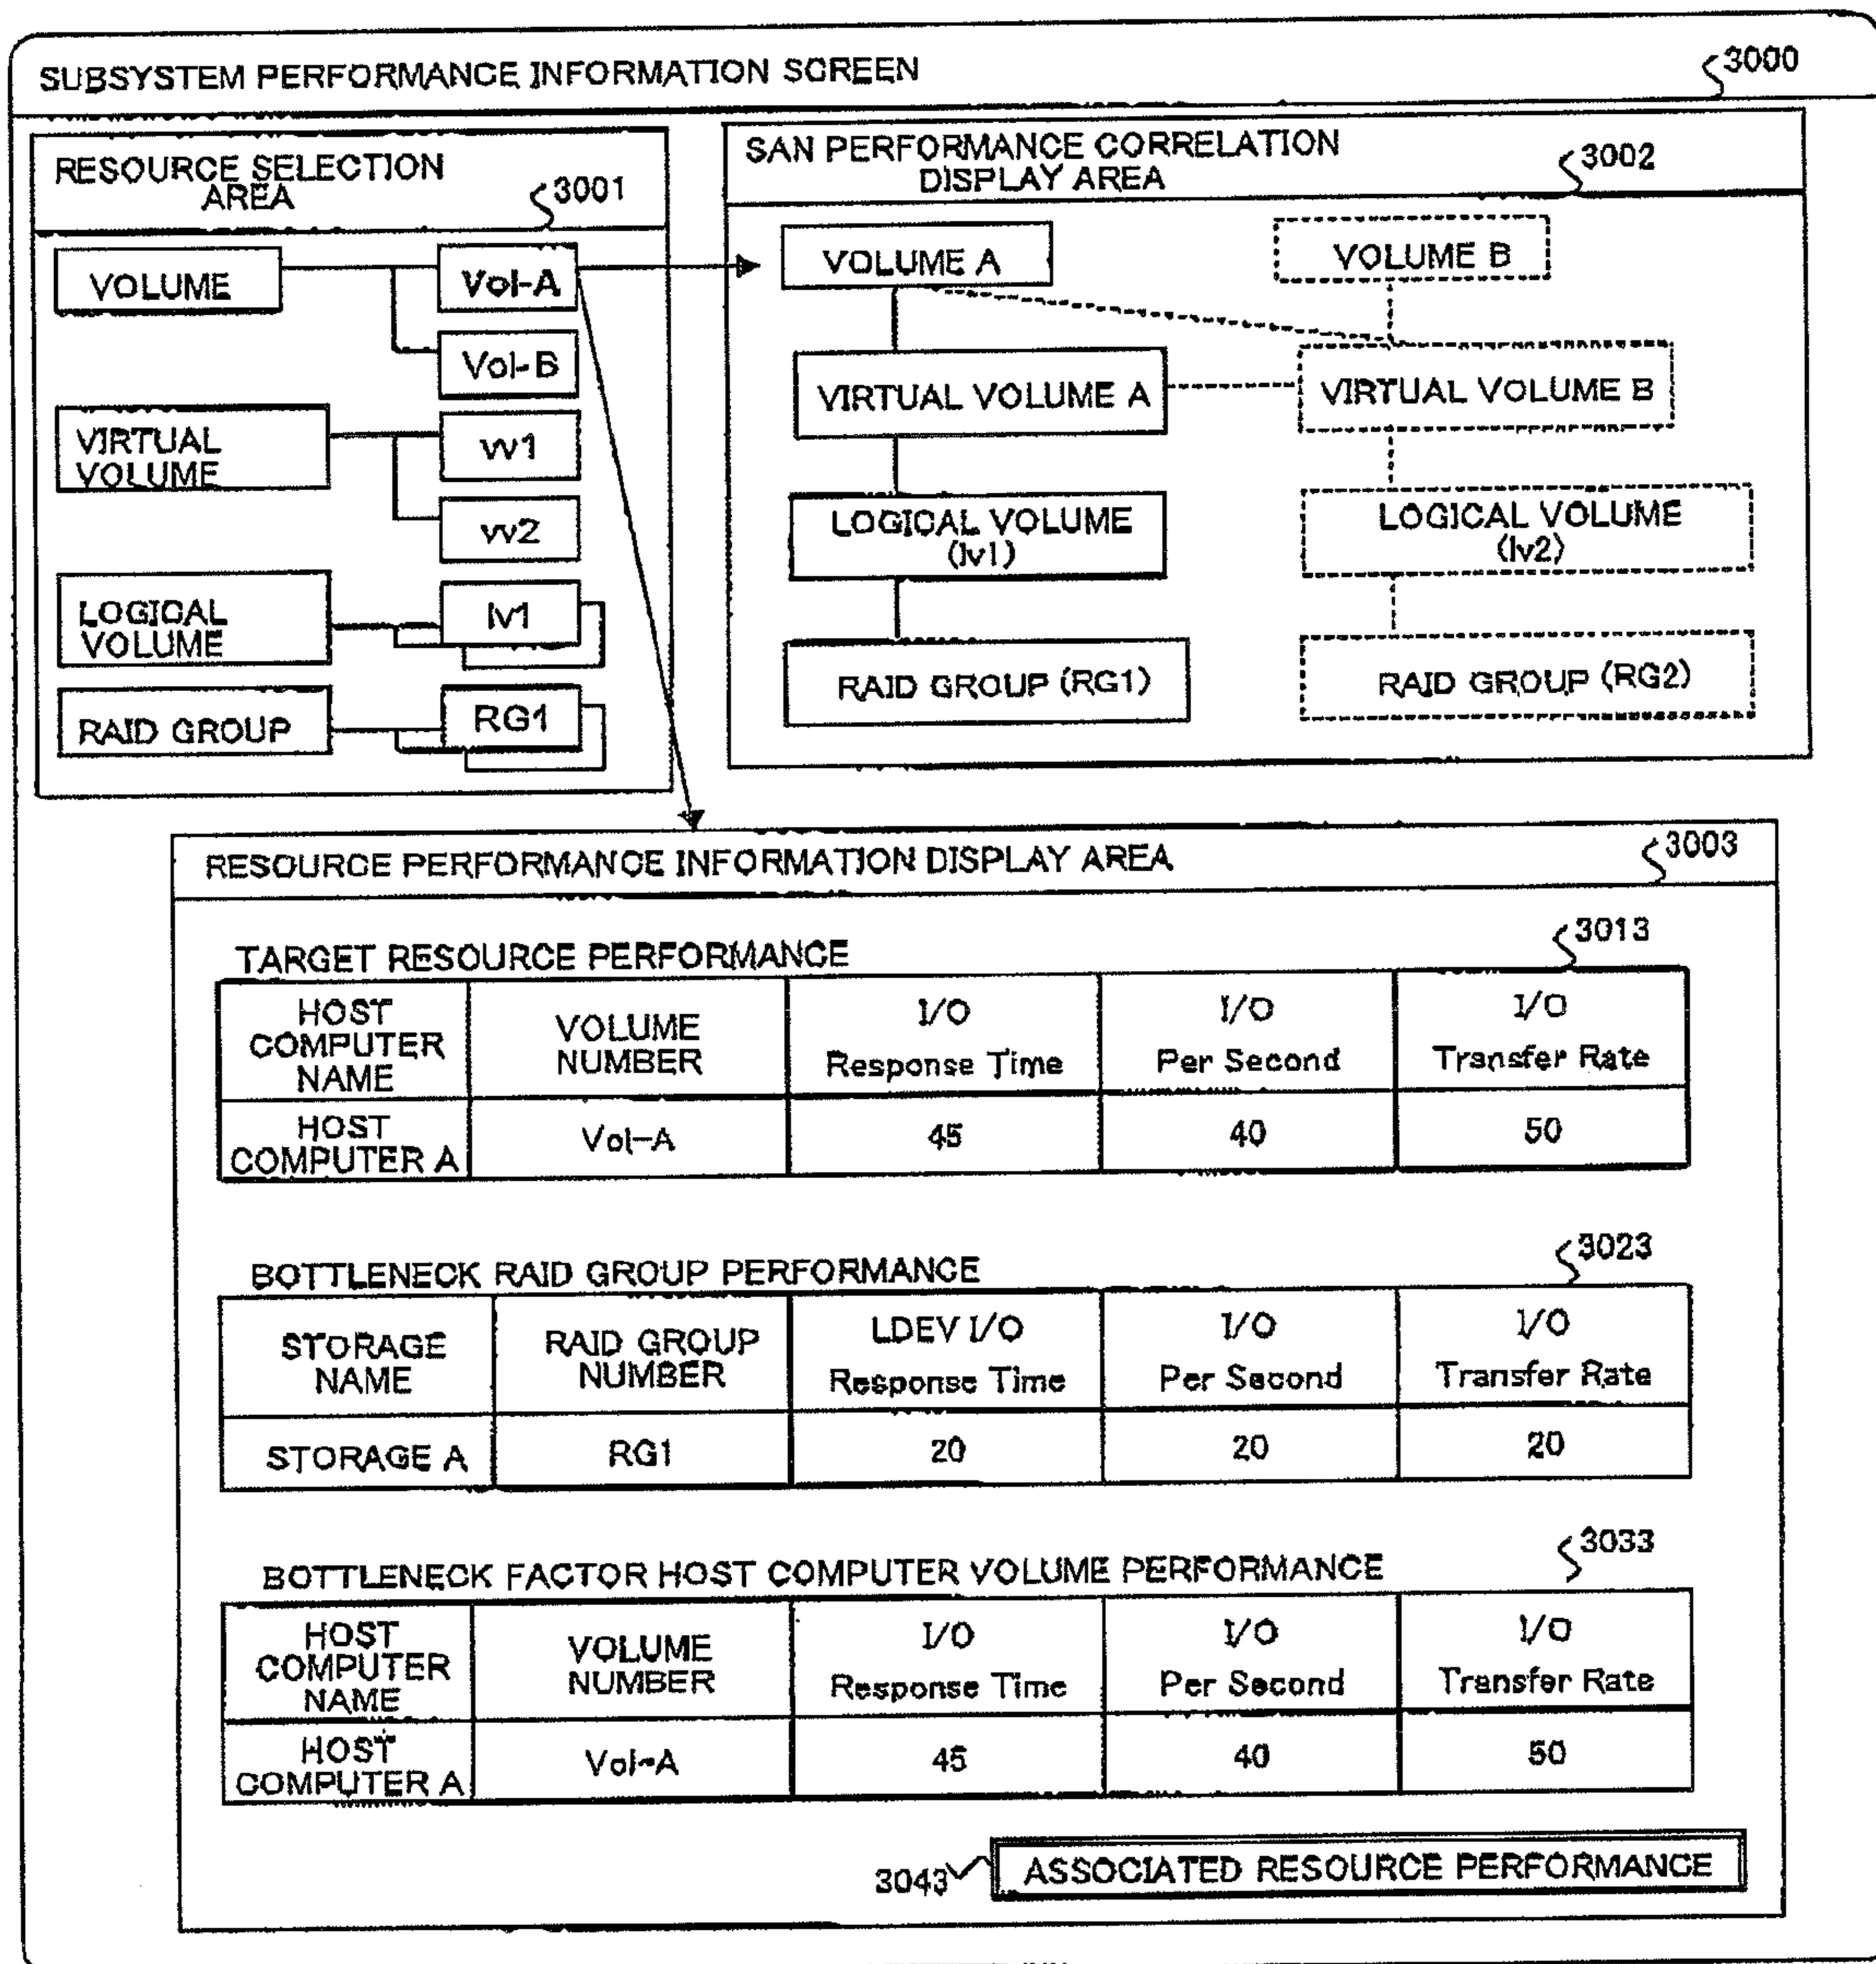 SUBSYSTEM PERFORMANCE INFORMATION SCREEN
3000
RESOURCE SELECTION
AREA
3001
VOLUME
Vol-A
Vol-B
VIRTUAL
VOLUME
vv1
vv2
LOGICAL
VOLUME
lv1
RAID GROUP
RG1
SAN PERFORMANCE CORRELATION
DISPLAY AREA
3002
VOLUME A
VOLUME B
VIRTUAL VOLUME A
VIRTUAL VOLUME B
LOGICAL VOLUME
(lv1)
LOGICAL VOLUME
(lv2)
RAID GROUP (RG1)
RAID GROUP (RG2)
RESOURCE PERFORMANCE INFORMATION DISPLAY AREA
3003
TARGET RESOURCE PERFORMANCE
3013
HOST
COMPUTER
NAME
VOLUME
NUMBER
I/O
Response Time
I/O
Per Second
I/O
Transfer Rate
HOST
COMPUTER A
Vol-A
45
40
50
BOTTLENECK RAID GROUP PERFORMANCE
3023
STORAGE
NAME
RAID GROUP
NUMBER
LDEV I/O
Response Time
I/O
Per Second
I/O
Transfer Rate
STORAGE A
RG1
20
20
20
BOTTLENECK FACTOR HOST COMPUTER VOLUME PERFORMANCE
3033
HOST
COMPUTER
NAME
VOLUME
NUMBER
I/O
Response Time
I/O
Per Second
I/O
Transfer Rate
HOST
COMPUTER A
Vol-A
45
40
50
3043
ASSOCIATED RESOURCE PERFORMANCE